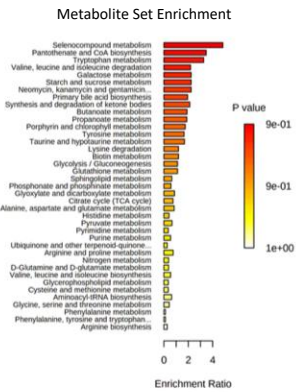 Metabolite Set Enrichment
Selenocompound metabolism
Pantothenate and CoA biosynthesis
Tryptophan metabolism
Valine, leucine and isoleucine degradation
Galactose metabolism
Starch and sucrose metabolism
Neomycin, kanamycin and gentamicin...
Primary bile acid biosynthesis
Synthesis and degradation of ketone bodies
Butanoate metabolism
Propanoate metabolism
Porphyrin and chlorophyll metabolism
Tyrosine metabolism
Taurine and hypotaurine metabolism
Lysine degradation
Biotin metabolism
Glycolysis / Gluconeogenesis
Glutathione metabolism
Sphingolipid metabolism
Phosphonate and phosphinate metabolism
Glyoxylate and dicarboxylate metabolism
Citrate cycle (TCA cycle)
Alanine, aspartate and glutamate metabolism
Histidine metabolism
Pyruvate metabolism
Pyrimidine metabolism
Purine metabolism
Ubiquinone and other terpenoid-quinone...
Arginine and proline metabolism
Nitrogen metabolism
D-Glutamine and D-glutamate metabolism
Valine, leucine and isoleucine biosynthesis
Glycerophospholipid metabolism
Cysteine and methionine metabolism
Aminoacyl-tRNA biosynthesis
Glycine, serine and threonine metabolism
Phenylalanine metabolism
Phenylalanine, tyrosine and tryptophan...
Arginine biosynthesis
0 2 4
Enrichment Ratio
P value
9e-01
9e-01
1e+00